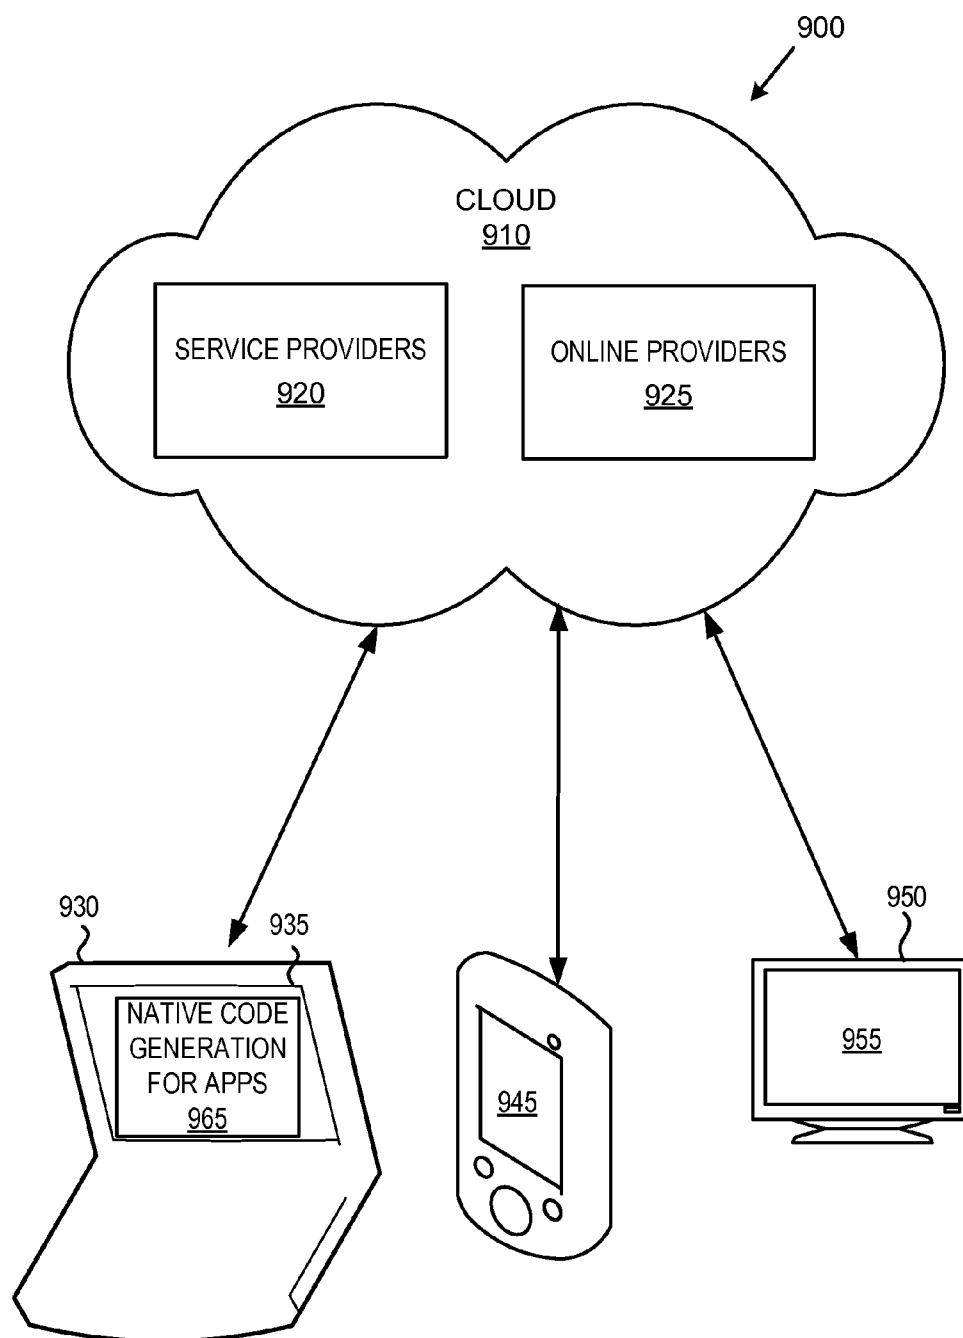 900
CLOUD
910
SERVICE PROVIDERS
920
ONLINE PROVIDERS
925
930
935
950
NATIVE CODE
GENERATION
FOR APPS
965
945
955